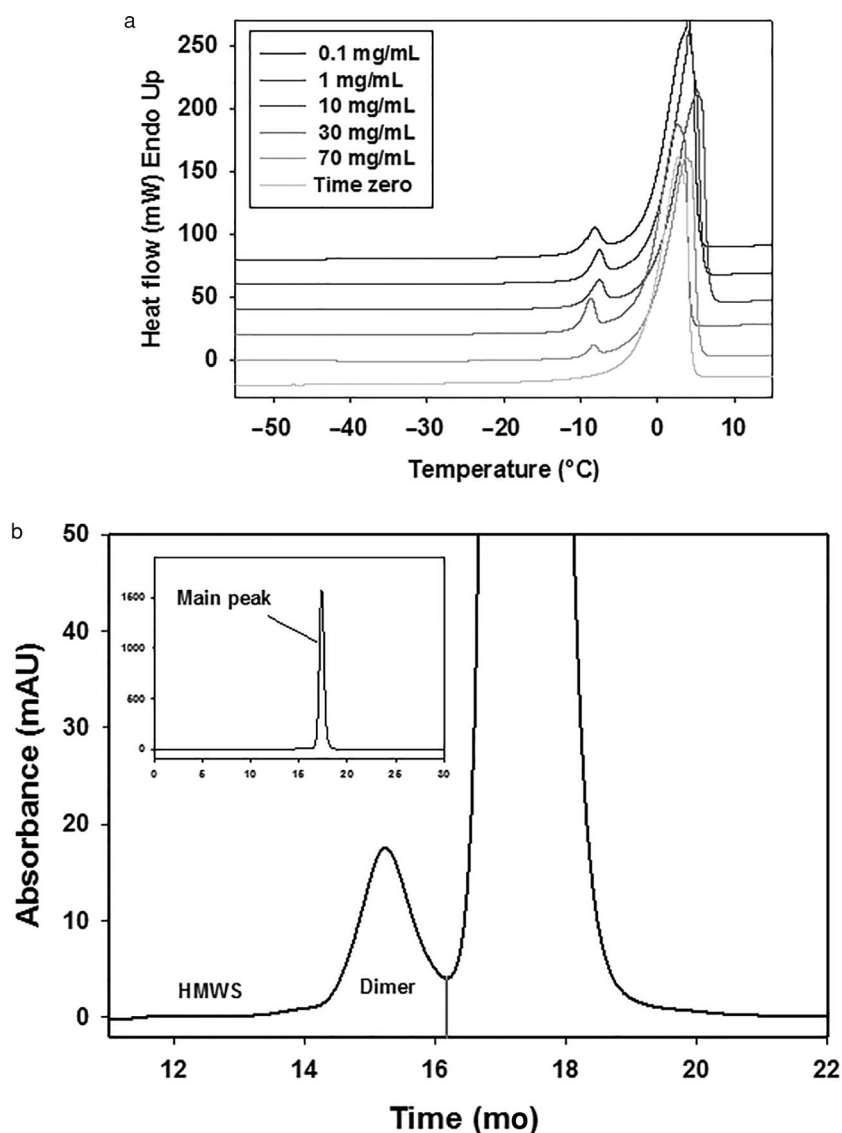 a
0.1 mg/mL
1 mg/mL
10 mg/mL
30 mg/mL
70 mg/mL
Time zero
250
200
150
100
50
0
Heat flow (mW) Endo Up
−50 −40 −30 −20 −10 0 10
Temperature (°C)
b
50
40
30
20
10
0
Absorbance (mAU)
Main peak
1600
1000
600
0
0 5 10 15 20 25 30
HMWS
Dimer
12 14 16 18 20 22
Time (mo)